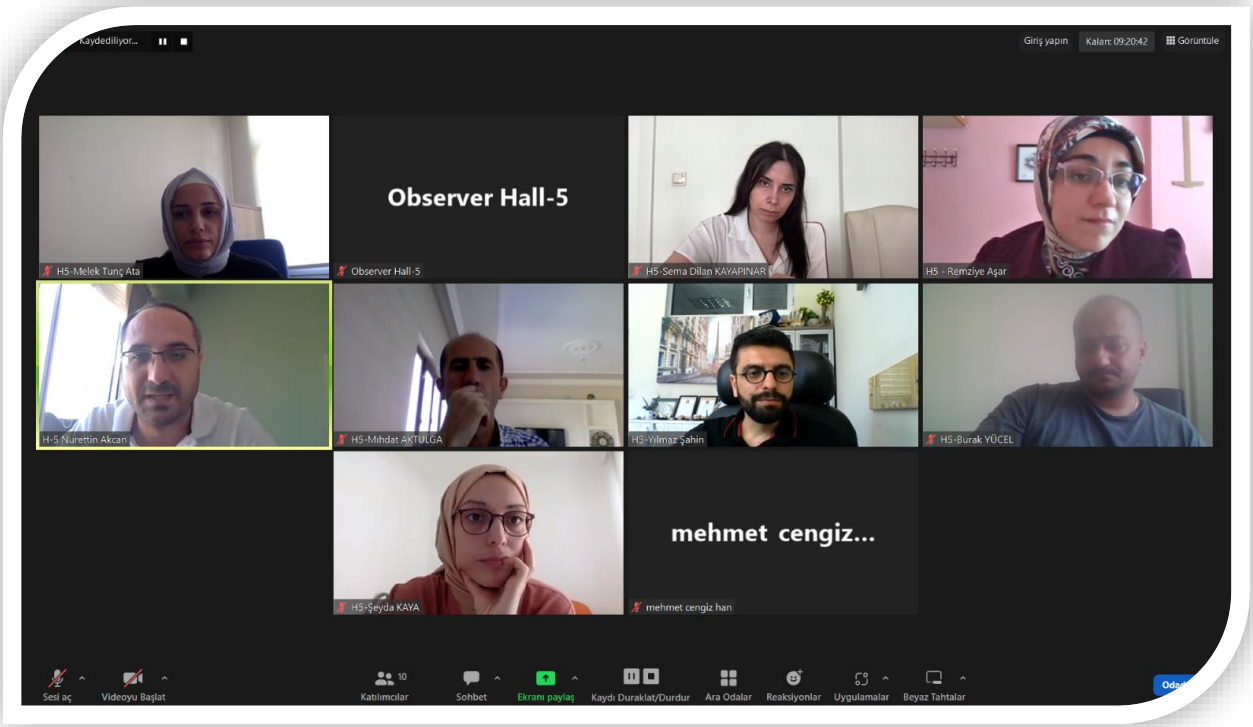 Kaydediliyor...
Giriş yapın
Kalan: 09:20:42
Görüntüle
H5-Melek Tunç Ata
Observer Hall-5
Observer Hall-5
H5-Sema Dilan KAYAPINAR
H5 - Remziye Aşar
H-5 Nurettin Akcan
H5-Mihdat AKTULGA
H5-Yılmaz Şahin
H5-Burak YÜCEL
H5-Şeyda KAYA
mehmet cengiz...
mehmet cengiz han
Sesi aç
Videoyu Başlat
10
Katılımcılar
Sohbet
Ekranı paylaş
Kaydı Duraklat/Durdur
Ara Odalar
Reaksiyonlar
Uygulamalar
Beyaz Tahtalar